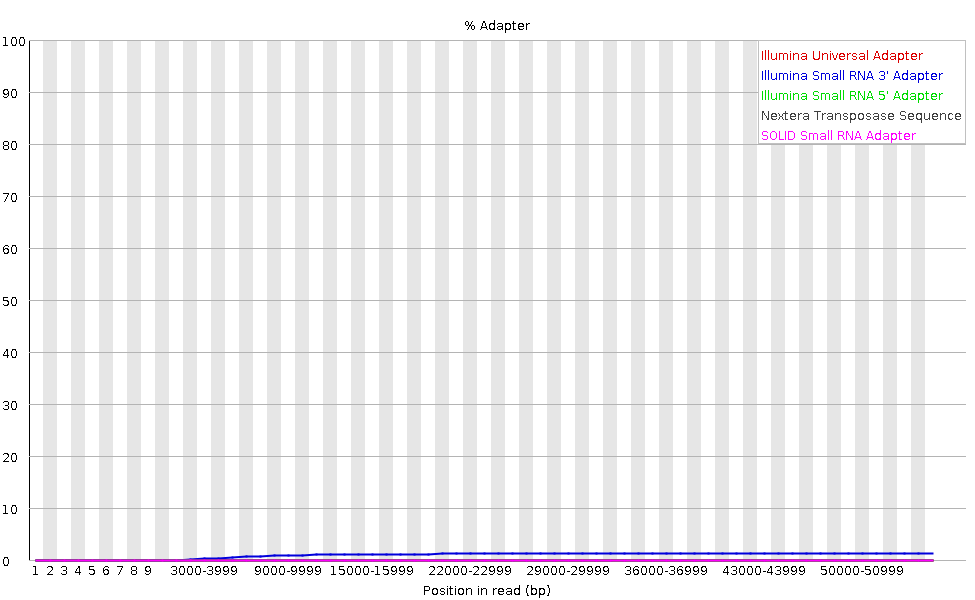 % Adapter
100
90
80
70
60
50
40
30
20
10
0
Illumina Universal Adapter
Illumina Small RNA 3' Adapter
Illumina Small RNA 5' Adapter
Nextera Transposase Sequence
SOLID Small RNA Adapter
1 2 3 4 5 6 7 8 9 3000-3999 9000-9999 15000-15999 22000-22999 29000-29999 36000-36999 43000-43999 50000-50999
Position in read (bp)